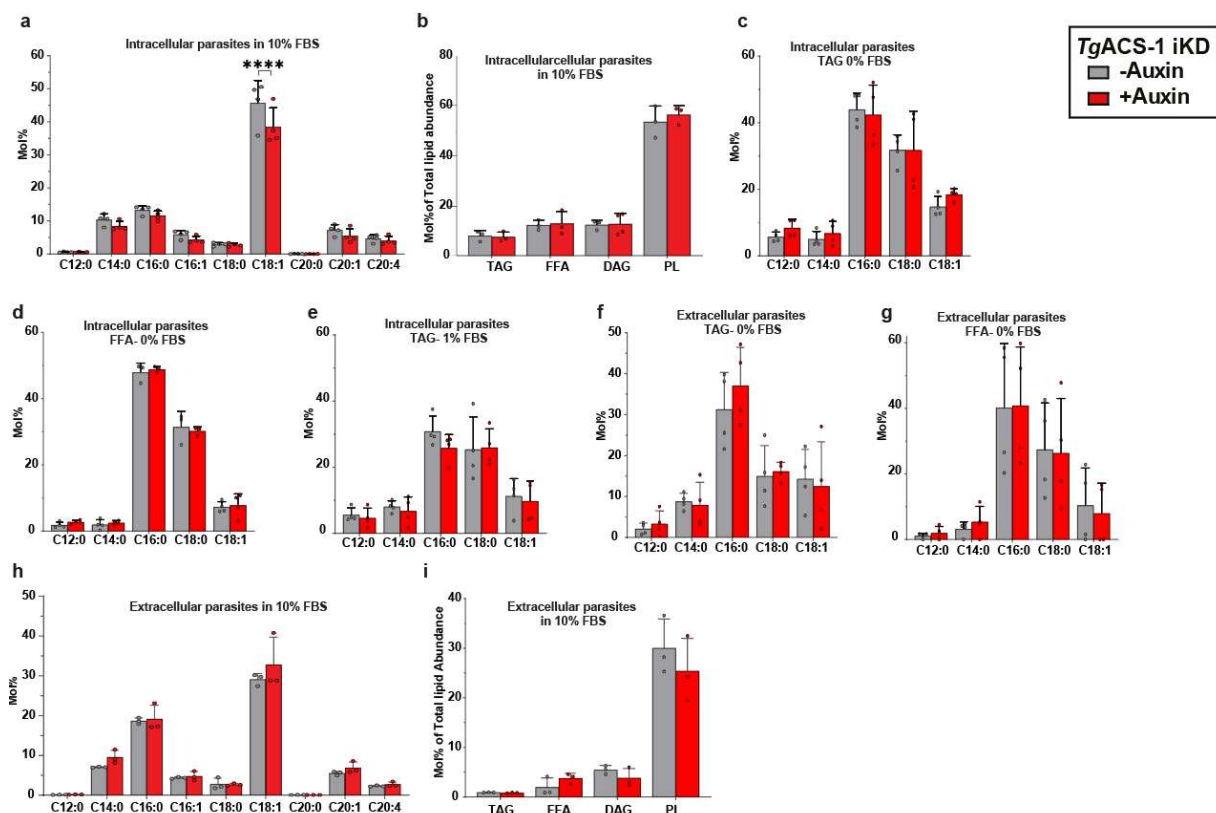 a
Intracellular parasites in 10% FBS
Mol%
60
50
40
30
20
10
0
****
C12:0 C14:0 C16:0 C16:1 C18:0 C18:1 C20:0 C20:1 C20:4
b
Intracellularcellular parasites
in 10% FBS
Mol% of Total lipid abundance
80
60
40
20
0
TAG FFA DAG PL
c
Intracellular parasites
TAG 0% FBS
Mol%
60
40
20
0
C12:0 C14:0 C16:0 C18:0 C18:1
TgACS-1 iKD
-Auxin
+Auxin
d
Intracellular parasites
FFA- 0% FBS
Mol%
60
40
20
0
C12:0 C14:0 C16:0 C18:0 C18:1
e
Intracellular parasites
TAG- 1% FBS
Mol%
60
40
20
0
C12:0 C14:0 C16:0 C18:0 C18:1
f
Extracellular parasites
TAG-0% FBS
Mol%
50
40
30
20
10
0
C12:0 C14:0 C16:0 C18:0 C18:1
g
Extracellular parasites
FFA-0% FBS
Mol%
60
40
20
0
C12:0 C14:0 C16:0 C18:0 C18:1
h
Extracellular parasites in 10% FBS
Mol%
50
40
30
20
10
0
C12:0 C14:0 C16:0 C16:1 C18:0 C18:1 C20:0 C20:1 C20:4
i
Extracellular parasites
in 10% FBS
Mol% of Total lipid Abundance
40
30
20
10
0
TAG FFA DAG PL